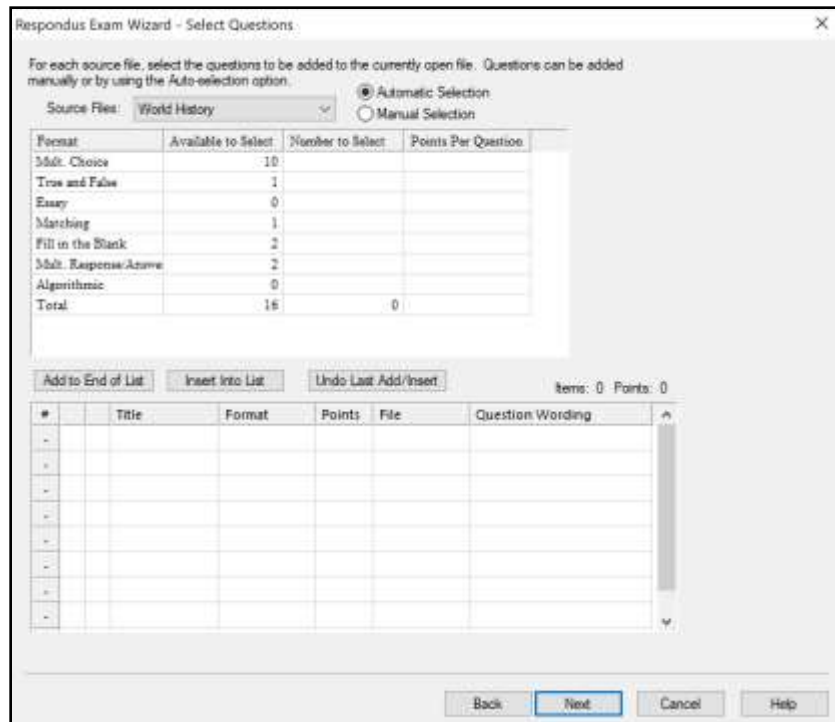 Respondus Exam Wizard - Select Questions
For each source file, select the questions to be added to the currently open file. Questions can be added
manually or by using the Auto-selection option.
Automatic Selection
Source Files: World History
Manual Selection
Format Available to Select Number to Select Points Per Question
Mult. Choice 10
True and False 1
Essay 0
Matching 1
Fill in the Blank 2
Mult. Response/Answe 2
Algorithmic 0
Total 16 0
Add to End of List Insert Into List Undo Last Add/Insert Items: 0 Points: 0
# Title Format Points File Question Wording
-
-
-
-
-
-
-
-
Back Next Cancel Help